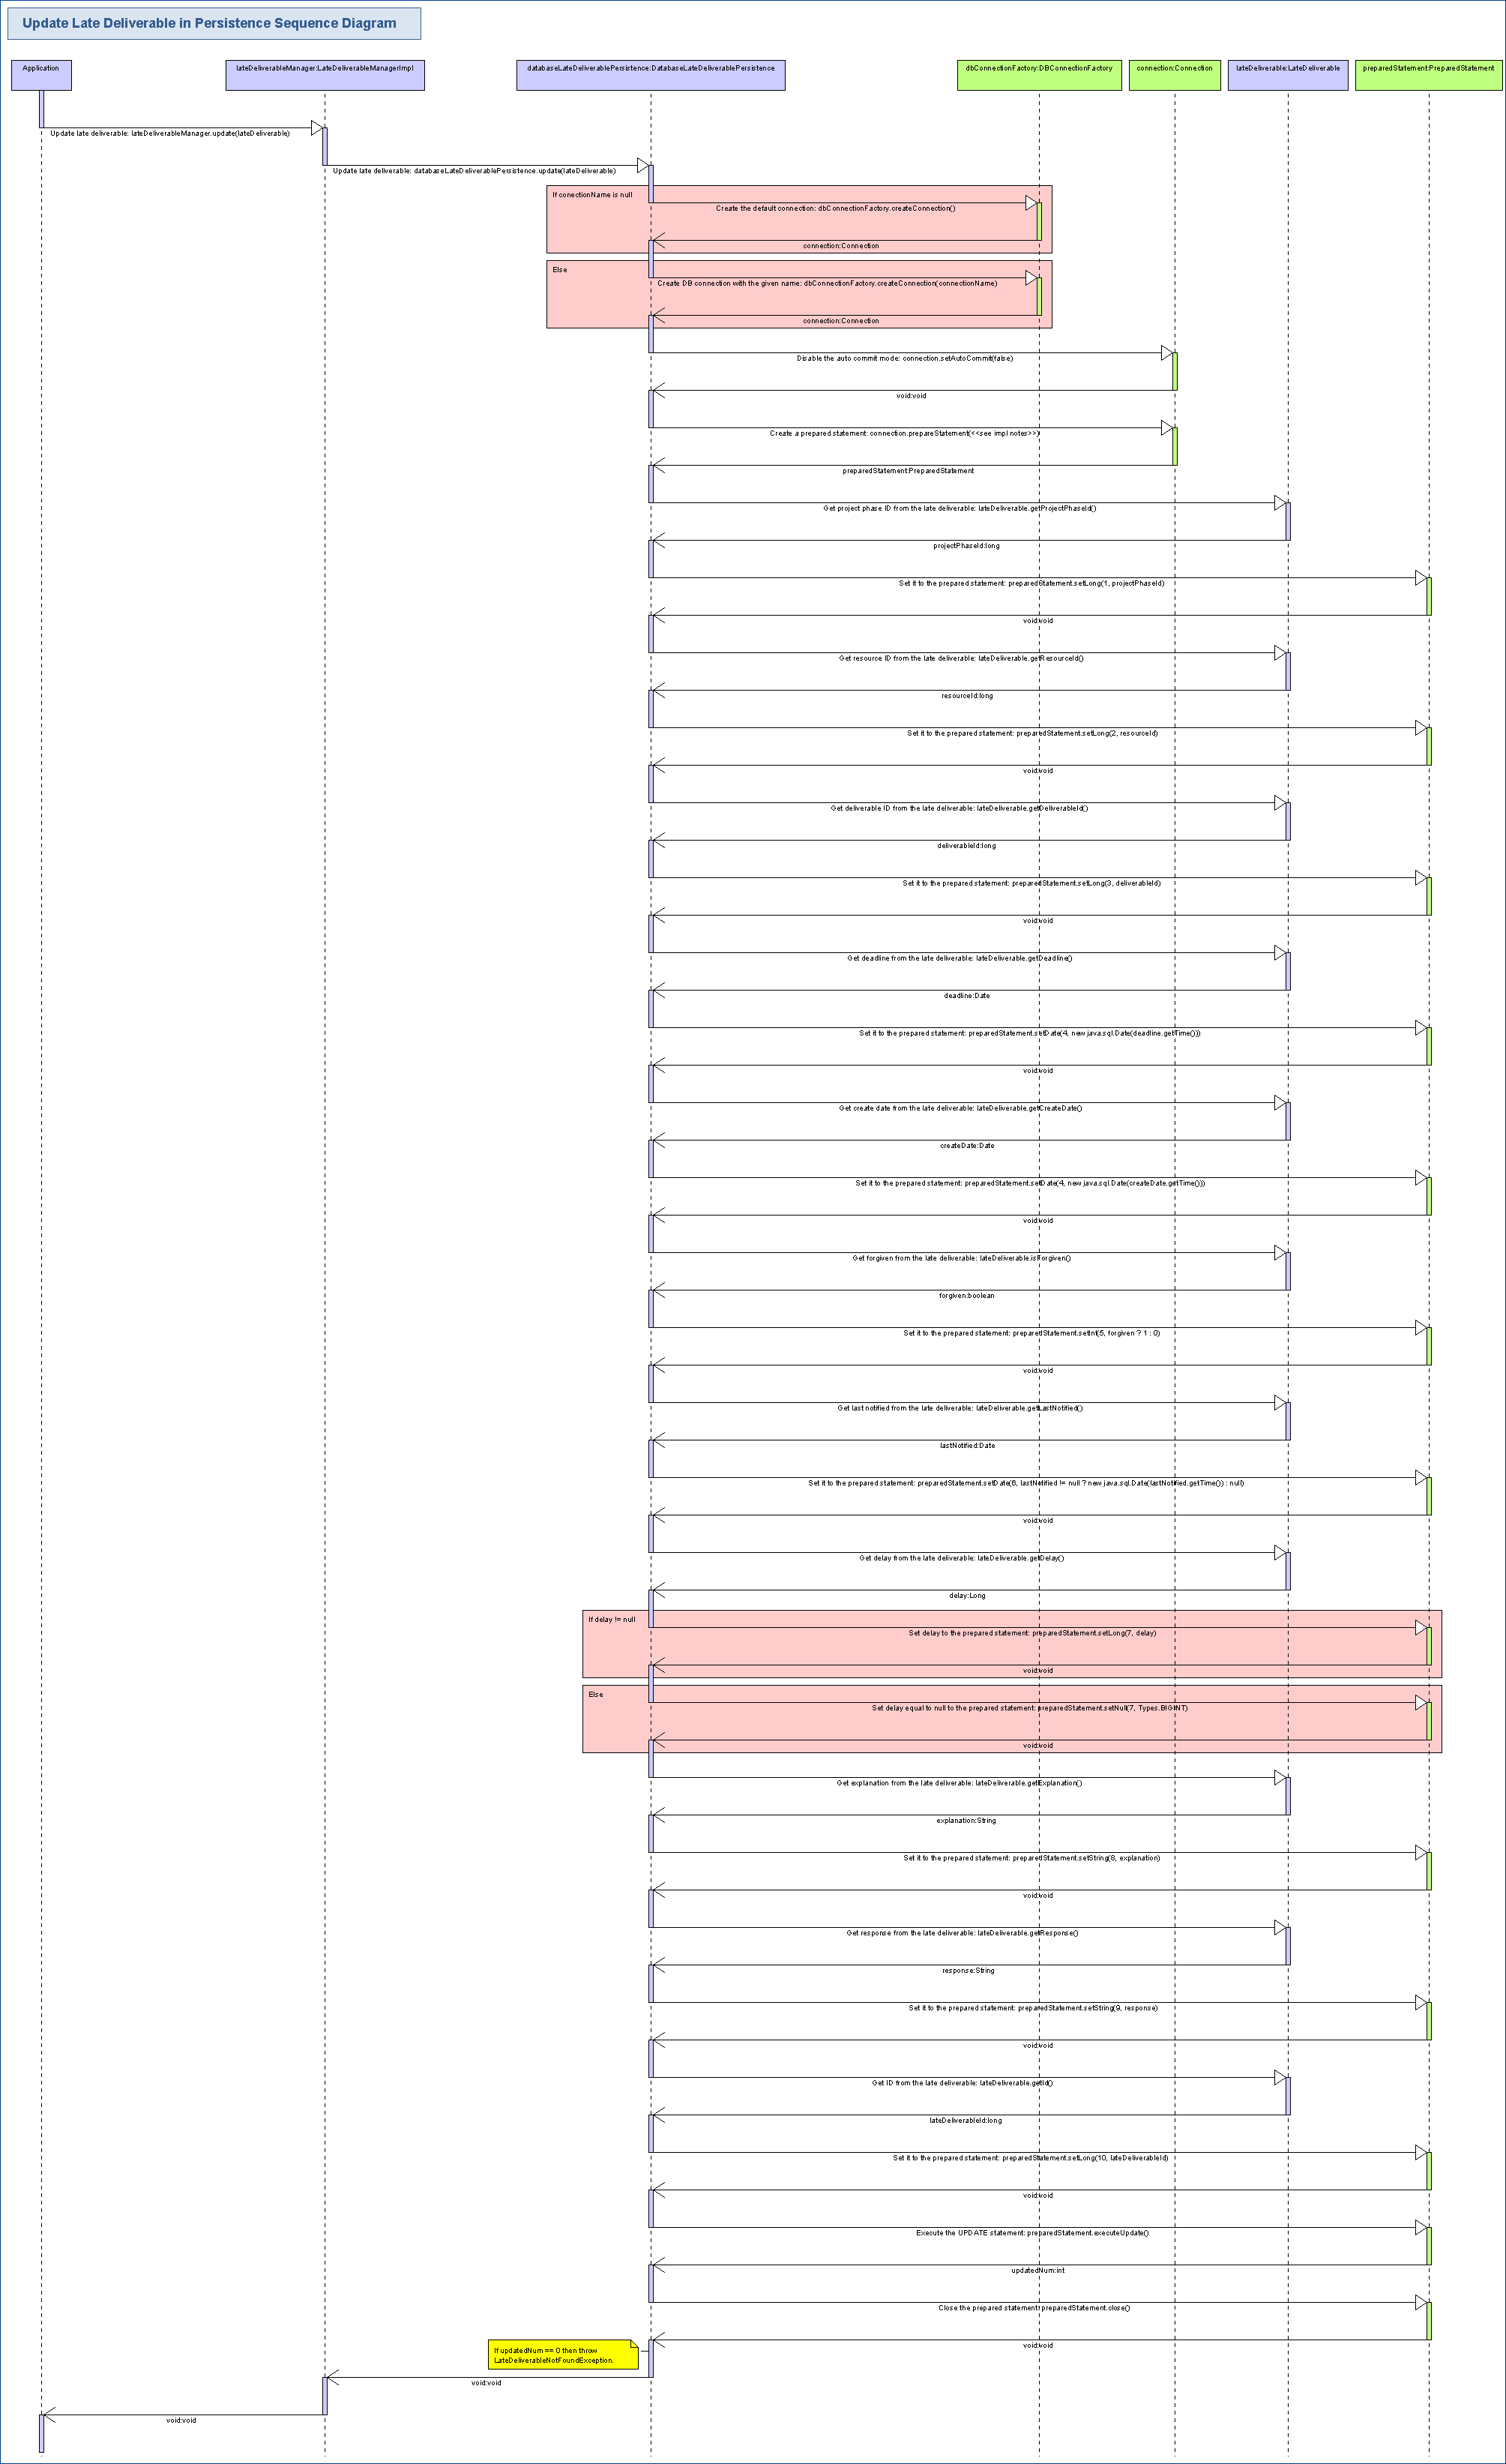 Update Late Deliverable in Persistence Sequence Diagram
Application
lateDeliverableManager:LateDeliverableManagerImpl
databaseLateDeliverablePersistence:DatabaseLateDeliverablePersistence
dbConnectionFactory:DBConnectionFactory
connection:Connection
lateDeliverable:LateDeliverable
preparedStatement:PreparedStatement
Update late deliverable: lateDeliverableManager.update(lateDeliverable)
Update late deliverable: databaseLateDeliverablePersistence.update(lateDeliverable)
If conectionName is null
Create the default connection: dbConnectionFactory.createConnection()
connection:Connection
Else
Create DB connection with the given name: dbConnectionFactory.createConnection(connectionName)
connection:Connection
Disable the auto commit mode: connection.setAutoCommit(false)
void:void
Create a prepared statement: connection.prepareStatement(<<see impl notes>>)
preparedStatement:PreparedStatement
Get project phase ID from the late deliverable: lateDeliverable.getProjectPhaseId()
projectPhaseId:long
Set it to the prepared statement: preparedStatement.setLong(1, projectPhaseId)
void:void
Get resource ID from the late deliverable: lateDeliverable.getResourceId()
resourceId:long
Set it to the prepared statement: preparedStatement.setLong(2, resourceId)
void:void
Get deliverable ID from the late deliverable: lateDeliverable.getDeliverableId()
deliverableId:long
Set it to the prepared statement: preparedStatement.setLong(3, deliverableId)
void:void
Get deadline from the late deliverable: lateDeliverable.getDeadline()
deadline:Date
Set it to the prepared statement: preparedStatement.setDate(4, new java.sql.Date(deadline.getTime()))
void:void
Get create date from the late deliverable: lateDeliverable.getCreateDate()
createDate:Date
Set it to the prepared statement: preparedStatement.setDate(4, new java.sql.Date(createDate.getTime()))
void:void
Get forgiven from the late deliverable: lateDeliverable.isForgiven()
forgiven:boolean
Set it to the prepared statement: preparedStatement.setInt(5, forgiven ? 1 : 0)
void:void
Get last notified from the late deliverable: lateDeliverable.getLastNotified()
lastNotified:Date
Set it to the prepared statement: preparedStatement.setDate(6, lastNotified != null ? new java.sql.Date(lastNotified.getTime()) : null)
void:void
Get delay from the late deliverable: lateDeliverable.getDelay()
delay:Long
If delay != null
Set delay to the prepared statement: preparedStatement.setLong(7, delay)
void:void
Else
Set delay equal to null to the prepared statement: preparedStatement.setNull(7, Types.BIGINT)
void:void
Get explanation from the late deliverable: lateDeliverable.getExplanation()
explanation:String
Set it to the prepared statement: preparedStatement.setString(8, explanation)
void:void
Get response from the late deliverable: lateDeliverable.getResponse()
response:String
Set it to the prepared statement: preparedStatement.setString(9, response)
void:void
Get ID from the late deliverable: lateDeliverable.getId()
lateDeliverableId:long
Set it to the prepared statement: preparedStatement.setLong(10, lateDeliverableId)
void:void
Execute the UPDATE statement: preparedStatement.executeUpdate()
updatedNum:int
Close the prepared statement: preparedStatement.close()
void:void
If updatedNum == 0 then throw
LateDeliverableNotFoundException.
void:void
void:void